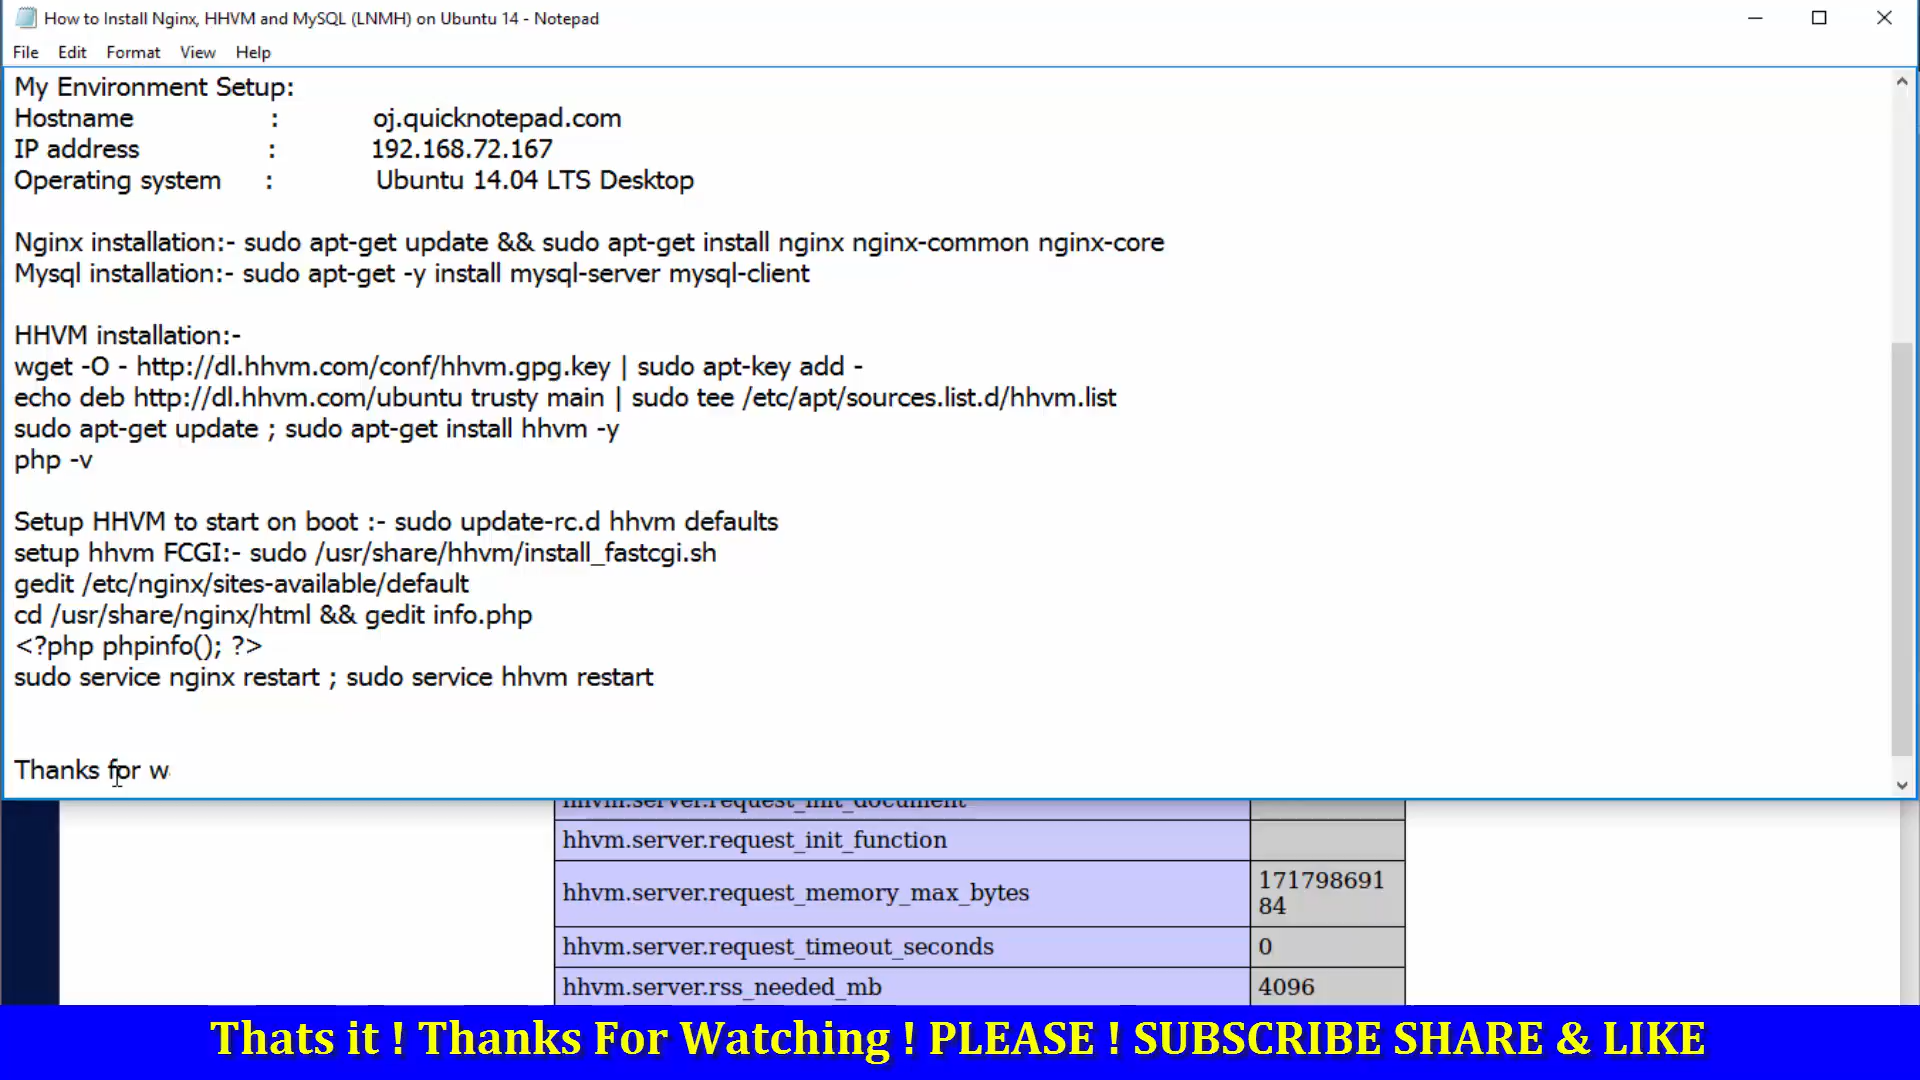 How to Install Nginx, HHVM and MySQL (LNMH) on Ubuntu 14 - Notepad
File Edit Format View Help
My Environment Setup:
Hostname : oj.quicknotepad.com
IP address : 192.168.72.167
Operating system : Ubuntu 14.04 LTS Desktop
Nginx installation:- sudo apt-get update && sudo apt-get install nginx nginx-common nginx-core
Mysql installation:- sudo apt-get -y install mysql-server mysql-client
HHVM installation:-
wget -O - http://dl.hhvm.com/conf/hhvm.gpg.key | sudo apt-key add -
echo deb http://dl.hhvm.com/ubuntu trusty main | sudo tee /etc/apt/sources.list.d/hhvm.list
sudo apt-get update ; sudo apt-get install hhvm -y
php -v
Setup HHVM to start on boot :- sudo update-rc.d hhvm defaults
setup hhvm FCGI:- sudo /usr/share/hhvm/install_fastcgi.sh
gedit /etc/nginx/sites-available/default
cd /usr/share/nginx/html && gedit info.php
<?php phpinfo(); ?>
sudo service nginx restart ; sudo service hhvm restart
Thanks for w
hhvm.server.request_init_document
hhvm.server.request_init_function
hhvm.server.request_memory_max_bytes 171798691
84
hhvm.server.request_timeout_seconds 0
hhvm.server.rss_needed_mb 4096
Thats it ! Thanks For Watching ! PLEASE ! SUBSCRIBE SHARE & LIKE